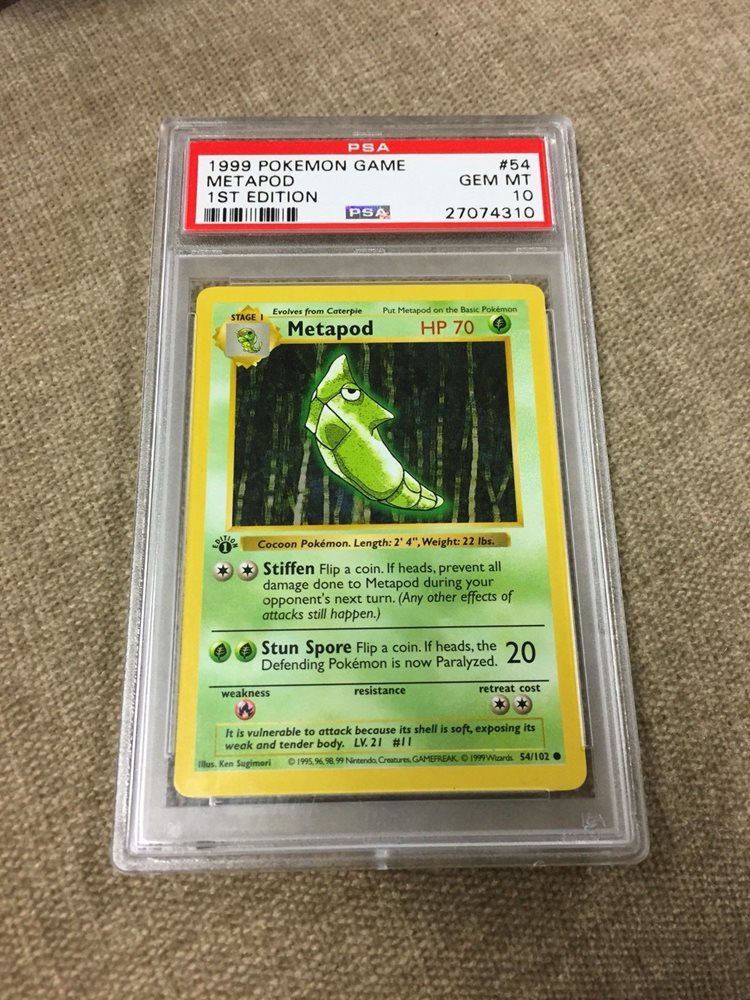 PSA
1999 POKEMON GAME #54
METAPOD GEM MT
1ST EDITION 10
PSA 27074310
STAGE 1 Evolves from Caterpie Put Metapod on the Basic Pokémon
Metapod HP 70
EDITION
1
Cocoon Pokémon. Length: 2' 4", Weight: 22 lbs.
Stiffen Flip a coin. If heads, prevent all
damage done to Metapod during your
opponent's next turn. (Any other effects of
attacks still happen.)
Stun Spore Flip a coin. If heads, the 20
Defending Pokémon is now Paralyzed.
weakness resistance retreat cost
It is vulnerable to attack because its shell is soft, exposing its
weak and tender body. LV. 21 #11
Illus. Ken Sugimori © 1995, 96, 98, 99 Nintendo, Creatures, GAMEFREAK. © 1999 Wizards. 54/102